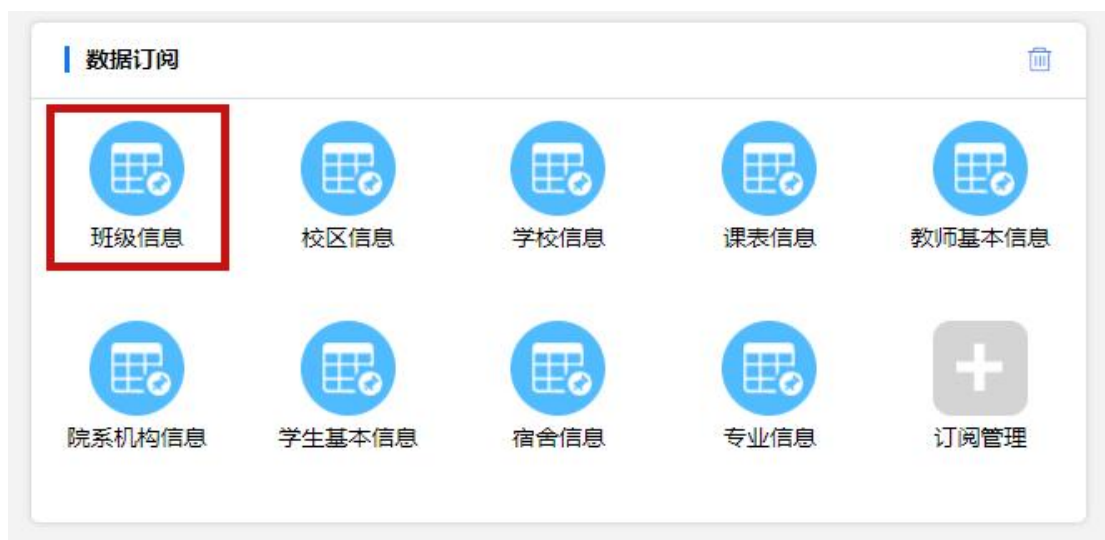 数据订阅
班级信息
校区信息
学校信息
课表信息
教师基本信息
院系机构信息
学生基本信息
宿舍信息
专业信息
订阅管理